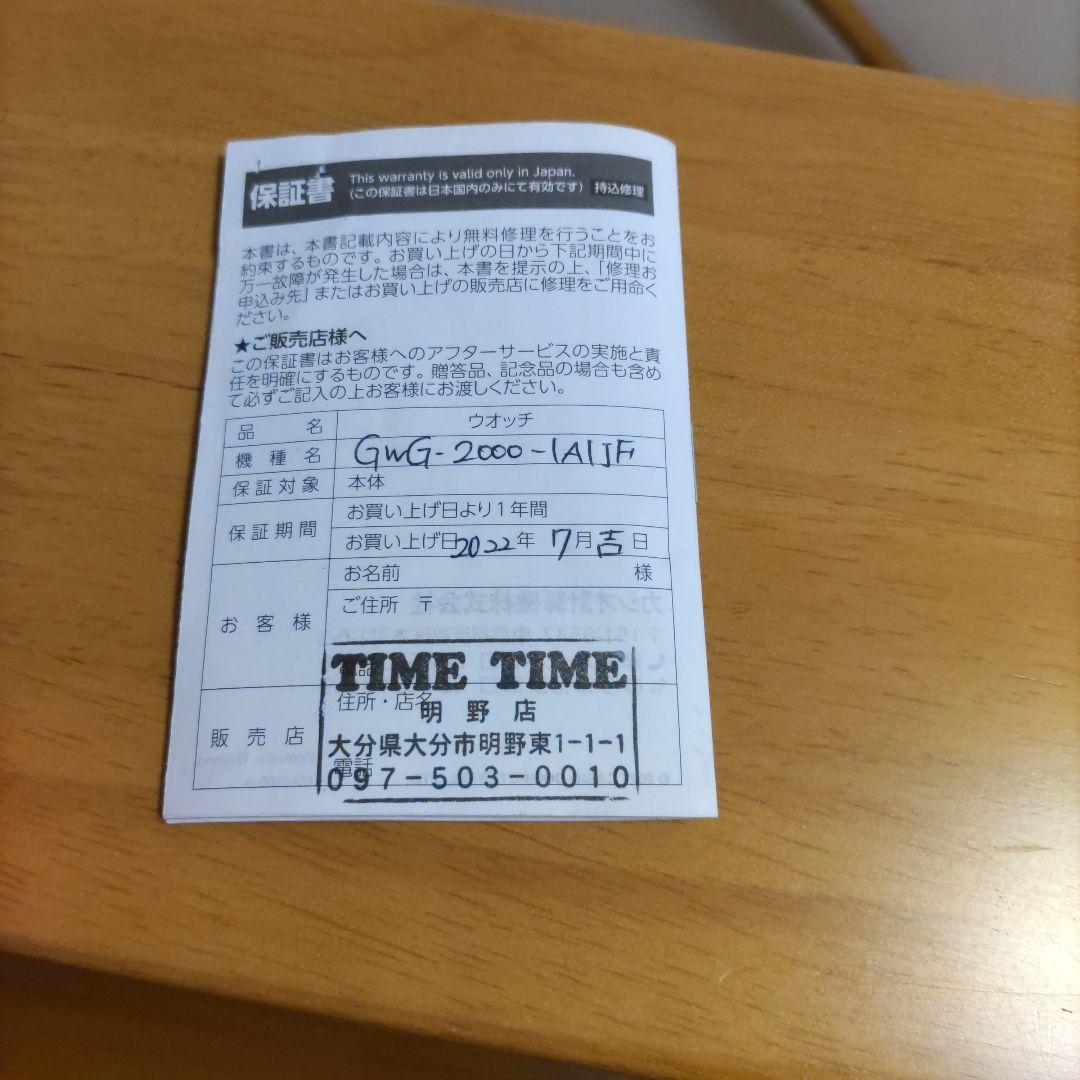 保証書 This warranty is valid only in Japan.
(この保証書は日本国内のみにて有効です) 持込修理
本書は、本書記載内容により無料修理を行うことをお
約束するものです。お買い上げの日から下記期間中に
万一故障が発生した場合は、本書を提示の上、「修理お
申込み先」またはお買い上げの販売店に修理をご用命く
ださい。
★ご販売店様へ
この保証書はお客様へのアフターサービスの実施と責
任を明確にするものです。贈答品、記念品の場合も含め
て必ずご記入の上お客様にお渡しください。
品名 ウオッチ
機種名 GWG-2000-1A1JF
保証対象 本体
保証期間 お買い上げ日より1年間
お買い上げ日 2022年 7月吉日
お客様 お名前 様
ご住所 〒
TIME TIME
販売店 住所・店名
明野店
大分県大分市明野東1-1-1
電話
097-503-0010